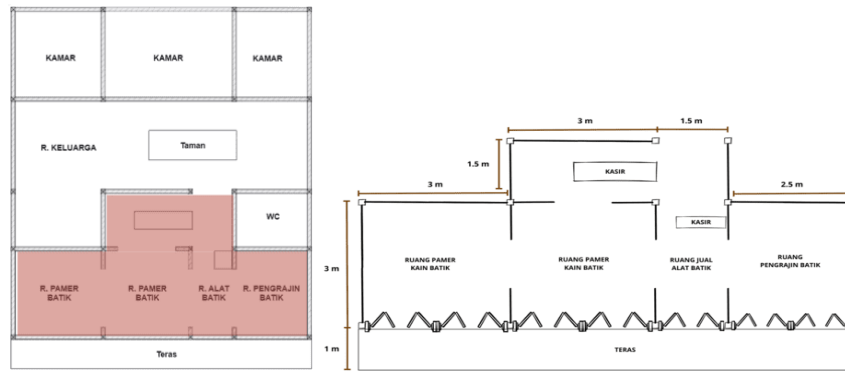 KAMAR
KAMAR
KAMAR
R. KELUARGA
Taman
WC
R. PAMER
BATIK
R. PAMER
BATIK
R. ALAT
BATIK
R. PENGRAJIN
BATIK
Teras
3 m
1.5 m
1.5 m
KASIR
3 m
2.5 m
KASIR
3 m
RUANG PAMER
KAIN BATIK
RUANG PAMER
KAIN BATIK
RUANG JUAL
ALAT BATIK
RUANG
PENGRAJIN BATIK
1 m
TERAS